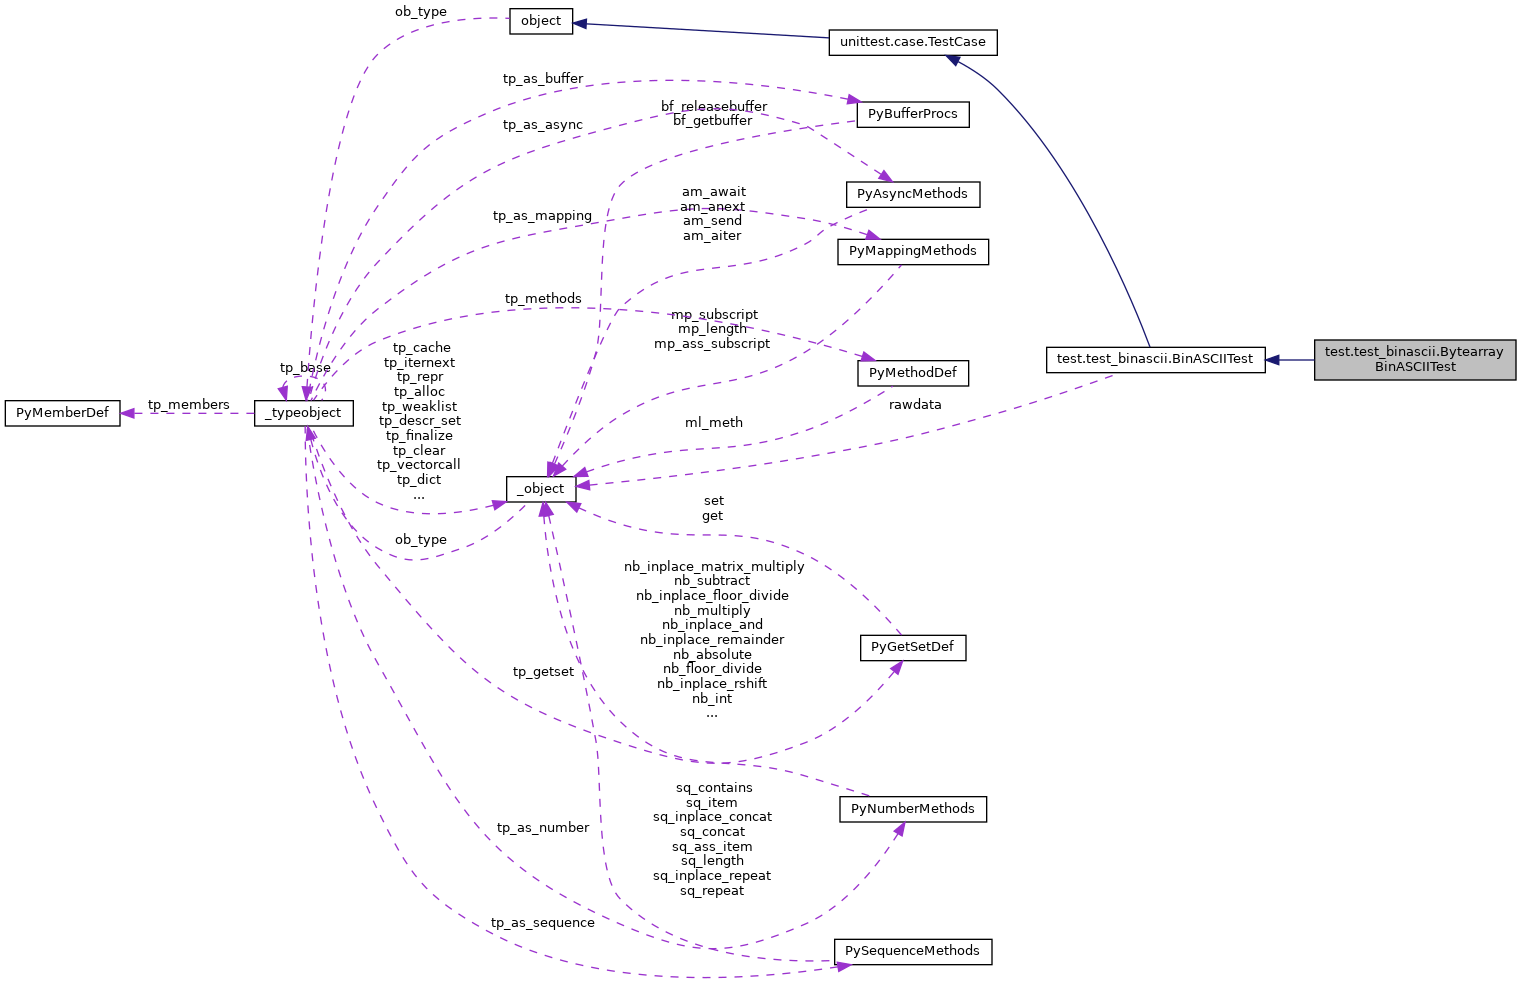 ob_type
object
unittest.case.TestCase
tp_as_buffer
bf_releasebuffer
bf_getbuffer
PyBufferProcs
tp_as_async
PyAsyncMethods
am_await
am_anext
am_send
am_aiter
tp_as_mapping
PyMappingMethods
tp_methods
mp_subscript
mp_length
mp_ass_subscript
test.test_binascii.BinASCIITest
test.test_binascii.Bytearray
BinASCIITest
PyMethodDef
rawdata
tp_base
tp_cache
tp_iternext
tp_repr
tp_alloc
tp_weaklist
tp_descr_set
tp_finalize
tp_clear
tp_vectorcall
tp_dict
...
PyMemberDef
tp_members
_typeobject
ml_meth
_object
set
get
ob_type
nb_inplace_matrix_multiply
nb_subtract
nb_inplace_floor_divide
nb_multiply
nb_inplace_and
nb_inplace_remainder
nb_absolute
nb_floor_divide
nb_inplace_rshift
nb_int
...
PyGetSetDef
tp_getset
sq_contains
sq_item
sq_inplace_concat
sq_concat
sq_ass_item
sq_length
sq_inplace_repeat
sq_repeat
PyNumberMethods
tp_as_number
tp_as_sequence
PySequenceMethods